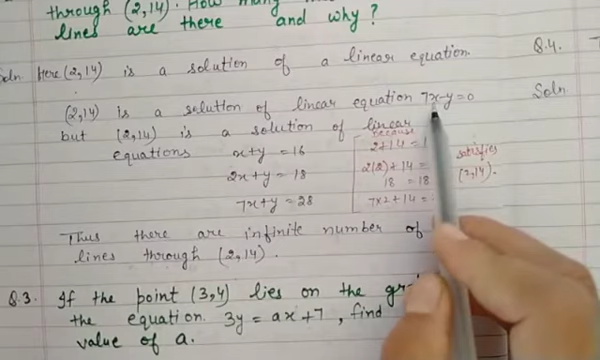 through (2,14). How many
lines are there and why?
Soln. Here (2,14) is a solution of a linear equation
(2,14) is a solution of linear equation 7x-y=0
but (2,14) is a solution of linear
equations x+y = 16
2x+y = 18
7x+y = 28
because
2+14 = 1
2(2)+14 =
18 = 18
7x2+14 =
satisfies
(2,14).
Thus there are infinite number of
lines through (2,14).
Q.3. If the point (3,4) lies on the gr
the equation. 3y = ax+7, find
value of a.
Q.4.
Soln